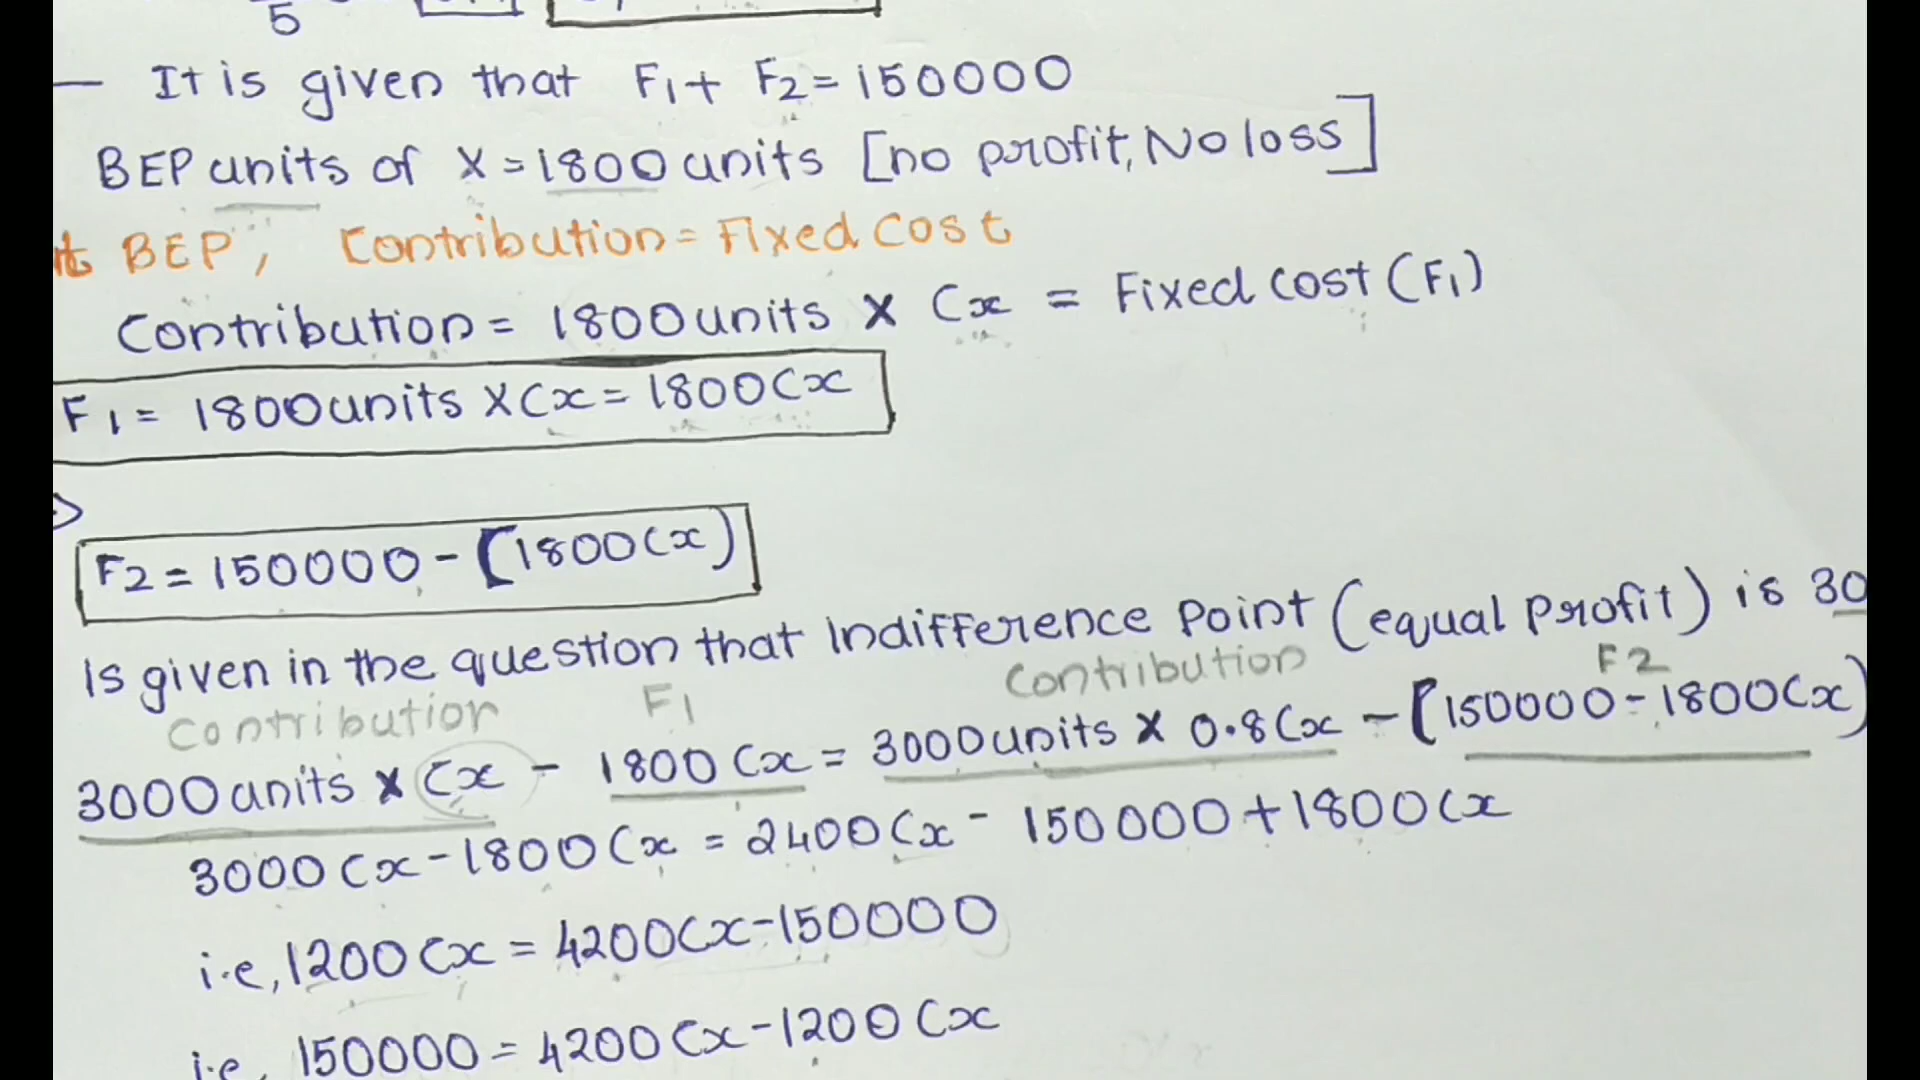 5
— It is given that F1 + F2 = 150000
BEP units of X = 1800 units [no profit, No loss]
BEP, Contribution = Fixed Cost
Contribution = 1800 units X Cx = Fixed cost (F1)
F1 = 1800 units X Cx = 1800 Cx
F2 = 150000 - (1800 Cx)
Is given in the question that Indifference Point (equal Profit) is 30
Contribution F1 Contribution F2
3000 units X Cx - 1800 Cx = 3000 units X 0.8 Cx - (150000 - 1800 Cx)
3000 Cx - 1800 Cx = 2400 Cx - 150000 + 1800 Cx
i.e, 1200 Cx = 4200 Cx - 150000
i.e, 150000 = 4200 Cx - 1200 Cx